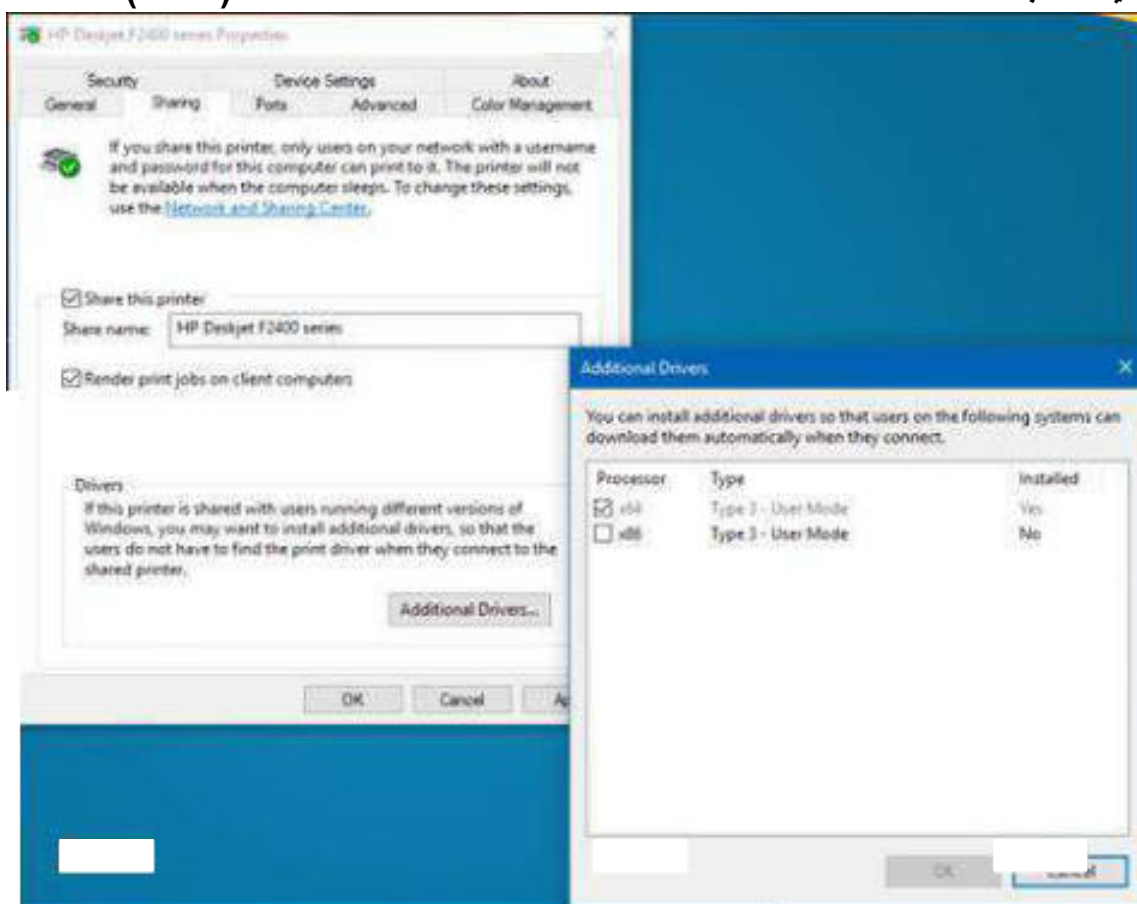 HP Deskjet F2400 series Properties
Security Device Settings About
General Sharing Ports Advanced Color Management
If you share this printer, only users on your network with a username
and password for this computer can print to it. The printer will not
be available when the computer sleeps. To change these settings,
use the Network and Sharing Center.
Share this printer
Share name: HP Deskjet F2400 series
Render print jobs on client computers
Drivers
If this printer is shared with users running different versions of
Windows, you may want to install additional drivers, so that the
users do not have to find the print driver when they connect to the
shared printer.
Additional Drivers...
OK Cancel
Additional Drivers
You can install additional drivers so that users on the following systems can
download them automatically when they connect.
Processor Type Installed
x64 Type 3 - User Mode Yes
x86 Type 3 - User Mode No
OK Cancel